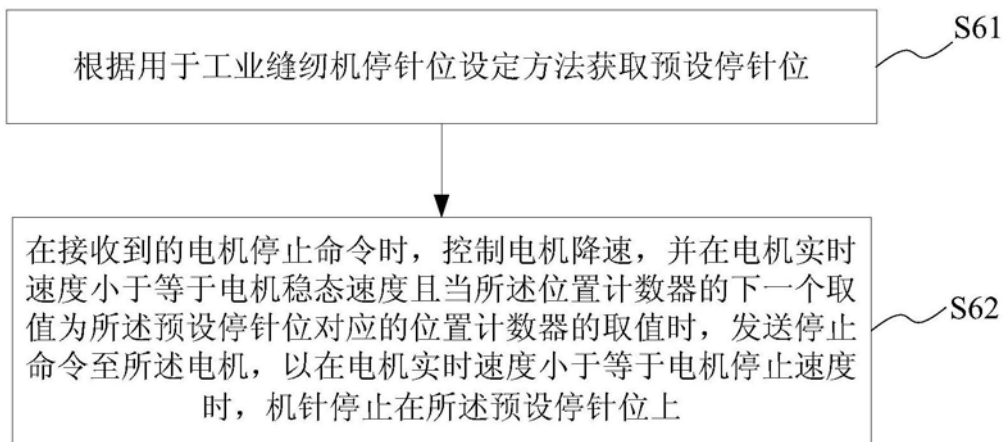 S61
根据用于工业缝纫机停针位设定方法获取预设停针位
在接收到的电机停止命令时，控制电机降速，并在电机实时
速度小于等于电机稳态速度且当所述位置计数器的下一个取
值为所述预设停针位对应的位置计数器的取值时，发送停止
命令至所述电机，以在电机实时速度小于等于电机停止速度
时，机针停止在所述预设停针位上
S62